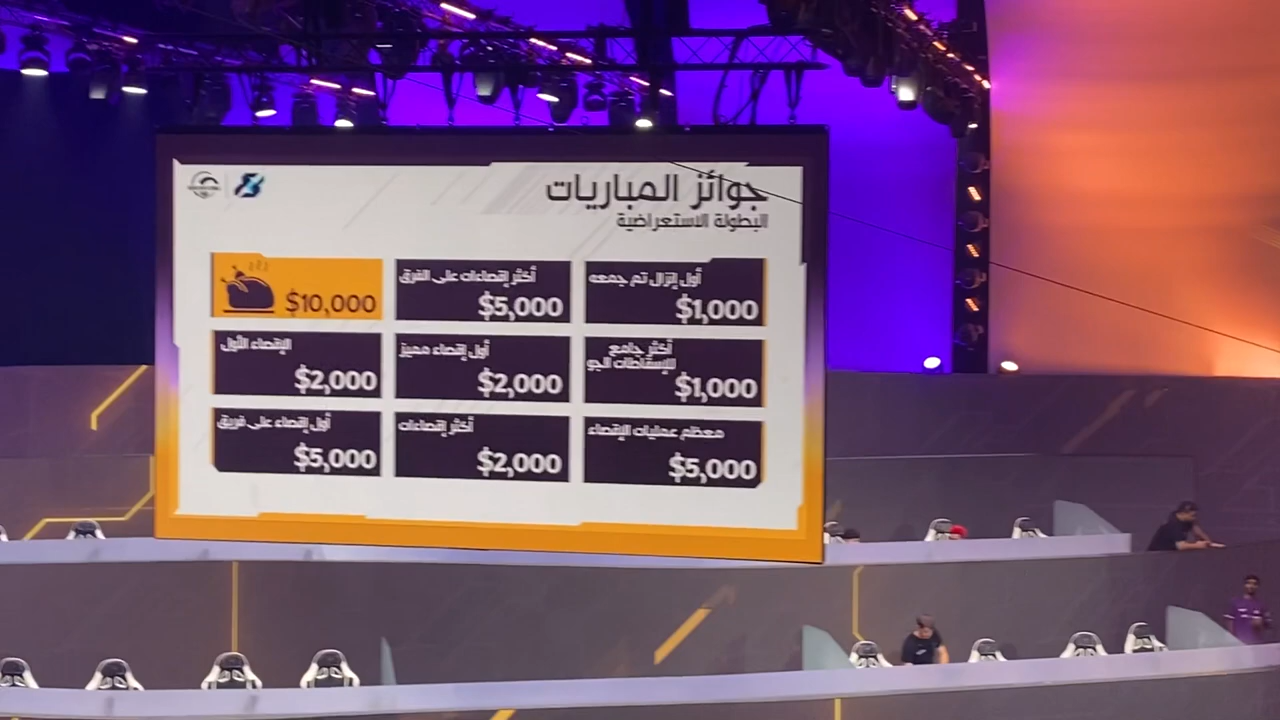 جوائز المباريات
البطولة الاستعراضية
أول إنزال تم جمعه
$1,000
أكثر إقصاءات على الفرق
$5,000
$10,000
أكثر جامع
للإسقاطات الجو
$1,000
أول إقصاء مميز
$2,000
الإقصاء الأول
$2,000
معظم عمليات الإقصاء
$5,000
أكثر إقصاءات
$2,000
أول إقصاء على فريق
$5,000